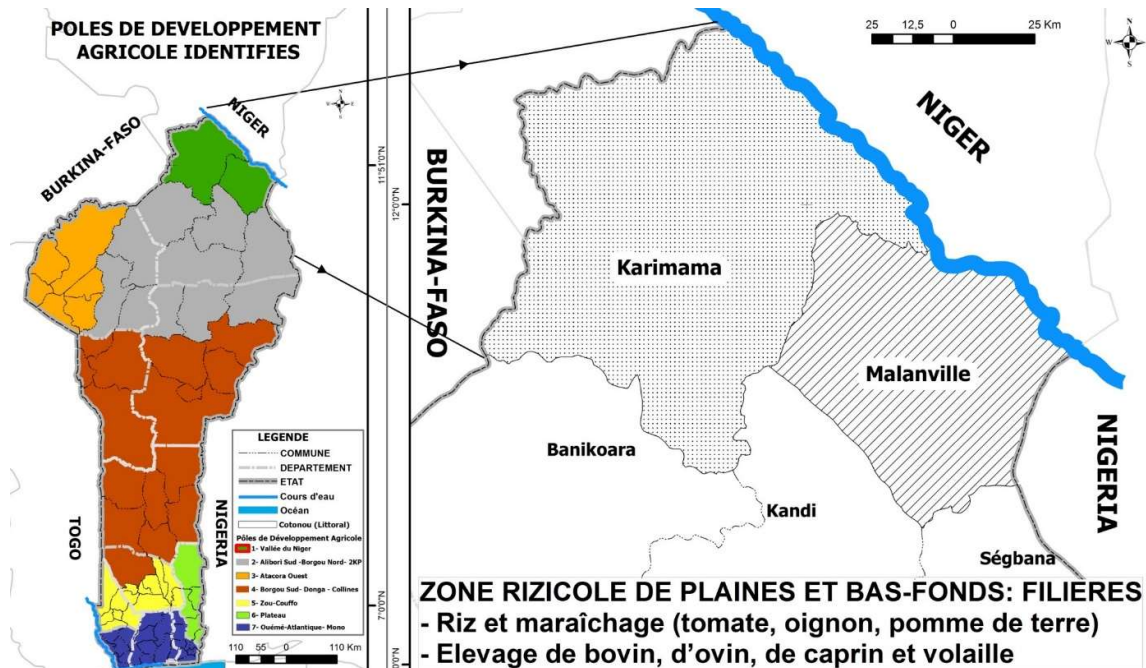 POLES DE DEVELOPPEMENT
AGRICOLE IDENTIFIES
BURKINA-FASO
NIGER
TOGO
NIGERIA
LEGENDE
COMMUNE
DEPARTEMENT
ETAT
Cours d'eau
Océan
Cotonou (Littoral)
Pôles de Développement Agricole
1- Vallée du Niger
2- Alibori Sud -Borgou Nord- 2KP
3- Atacora Ouest
4- Borgou Sud- Donga - Collines
5- Zou-Couffo
6- Plateau
7- Ouémé-Atlantique- Mono
110 55 0 110 Km
12°0'0"N
7°0'0"N
25 12,5 0 25 Km
N
W
E
S
NIGER
BURKINA-FASO
NIGERIA
Karimama
Malanville
Banikoara
Kandi
Ségbana
ZONE RIZICOLE DE PLAINES ET BAS-FONDS: FILIERES
- Riz et maraîchage (tomate, oignon, pomme de terre)
- Elevage de bovin, d'ovin, de caprin et volaille